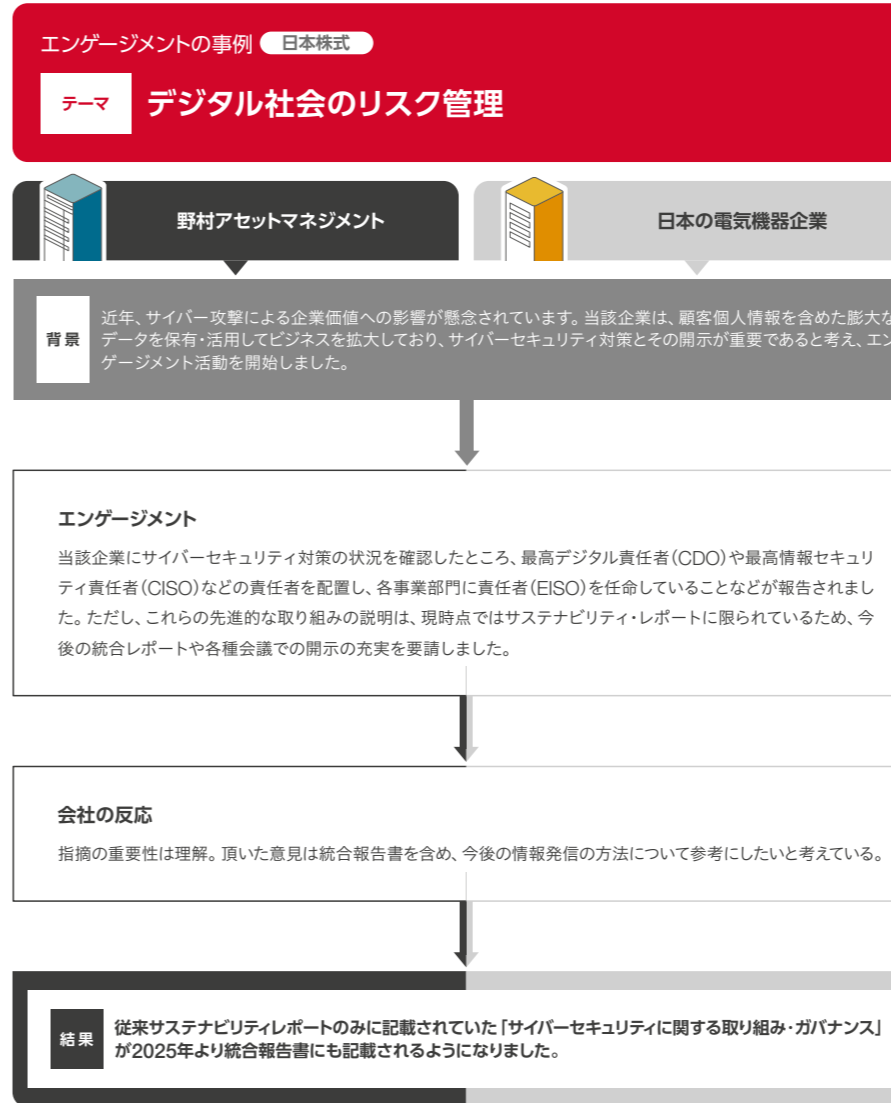 エンゲージメントの事例 日本株式
テーマ デジタル社会のリスク管理
野村アセットマネジメント
日本の電気機器企業
背景
近年、サイバー攻撃による企業価値への影響が懸念されています。当該企業は、顧客個人情報を含めた膨大な
データを保有・活用してビジネスを拡大しており、サイバーセキュリティ対策とその開示が重要であると考え、エン
ゲージメント活動を開始しました。
エンゲージメント
当該企業にサイバーセキュリティ対策の状況を確認したところ、最高デジタル責任者(CDO)や最高情報セキュリ
ティ責任者(CISO)などの責任者を配置し、各事業部門に責任者(EISO)を任命していることなどが報告されまし
た。ただし、これらの先進的な取り組みの説明は、現時点ではサステナビリティ・レポートに限られているため、今
後の統合レポートや各種会議での開示の充実を要請しました。
会社の反応
指摘の重要性は理解。頂いた意見は統合報告書を含め、今後の情報発信の方法について参考にしたいと考えている。
結果
従来サステナビリティレポートのみに記載されていた「サイバーセキュリティに関する取り組み・ガバナンス」
が2025年より統合報告書にも記載されるようになりました。